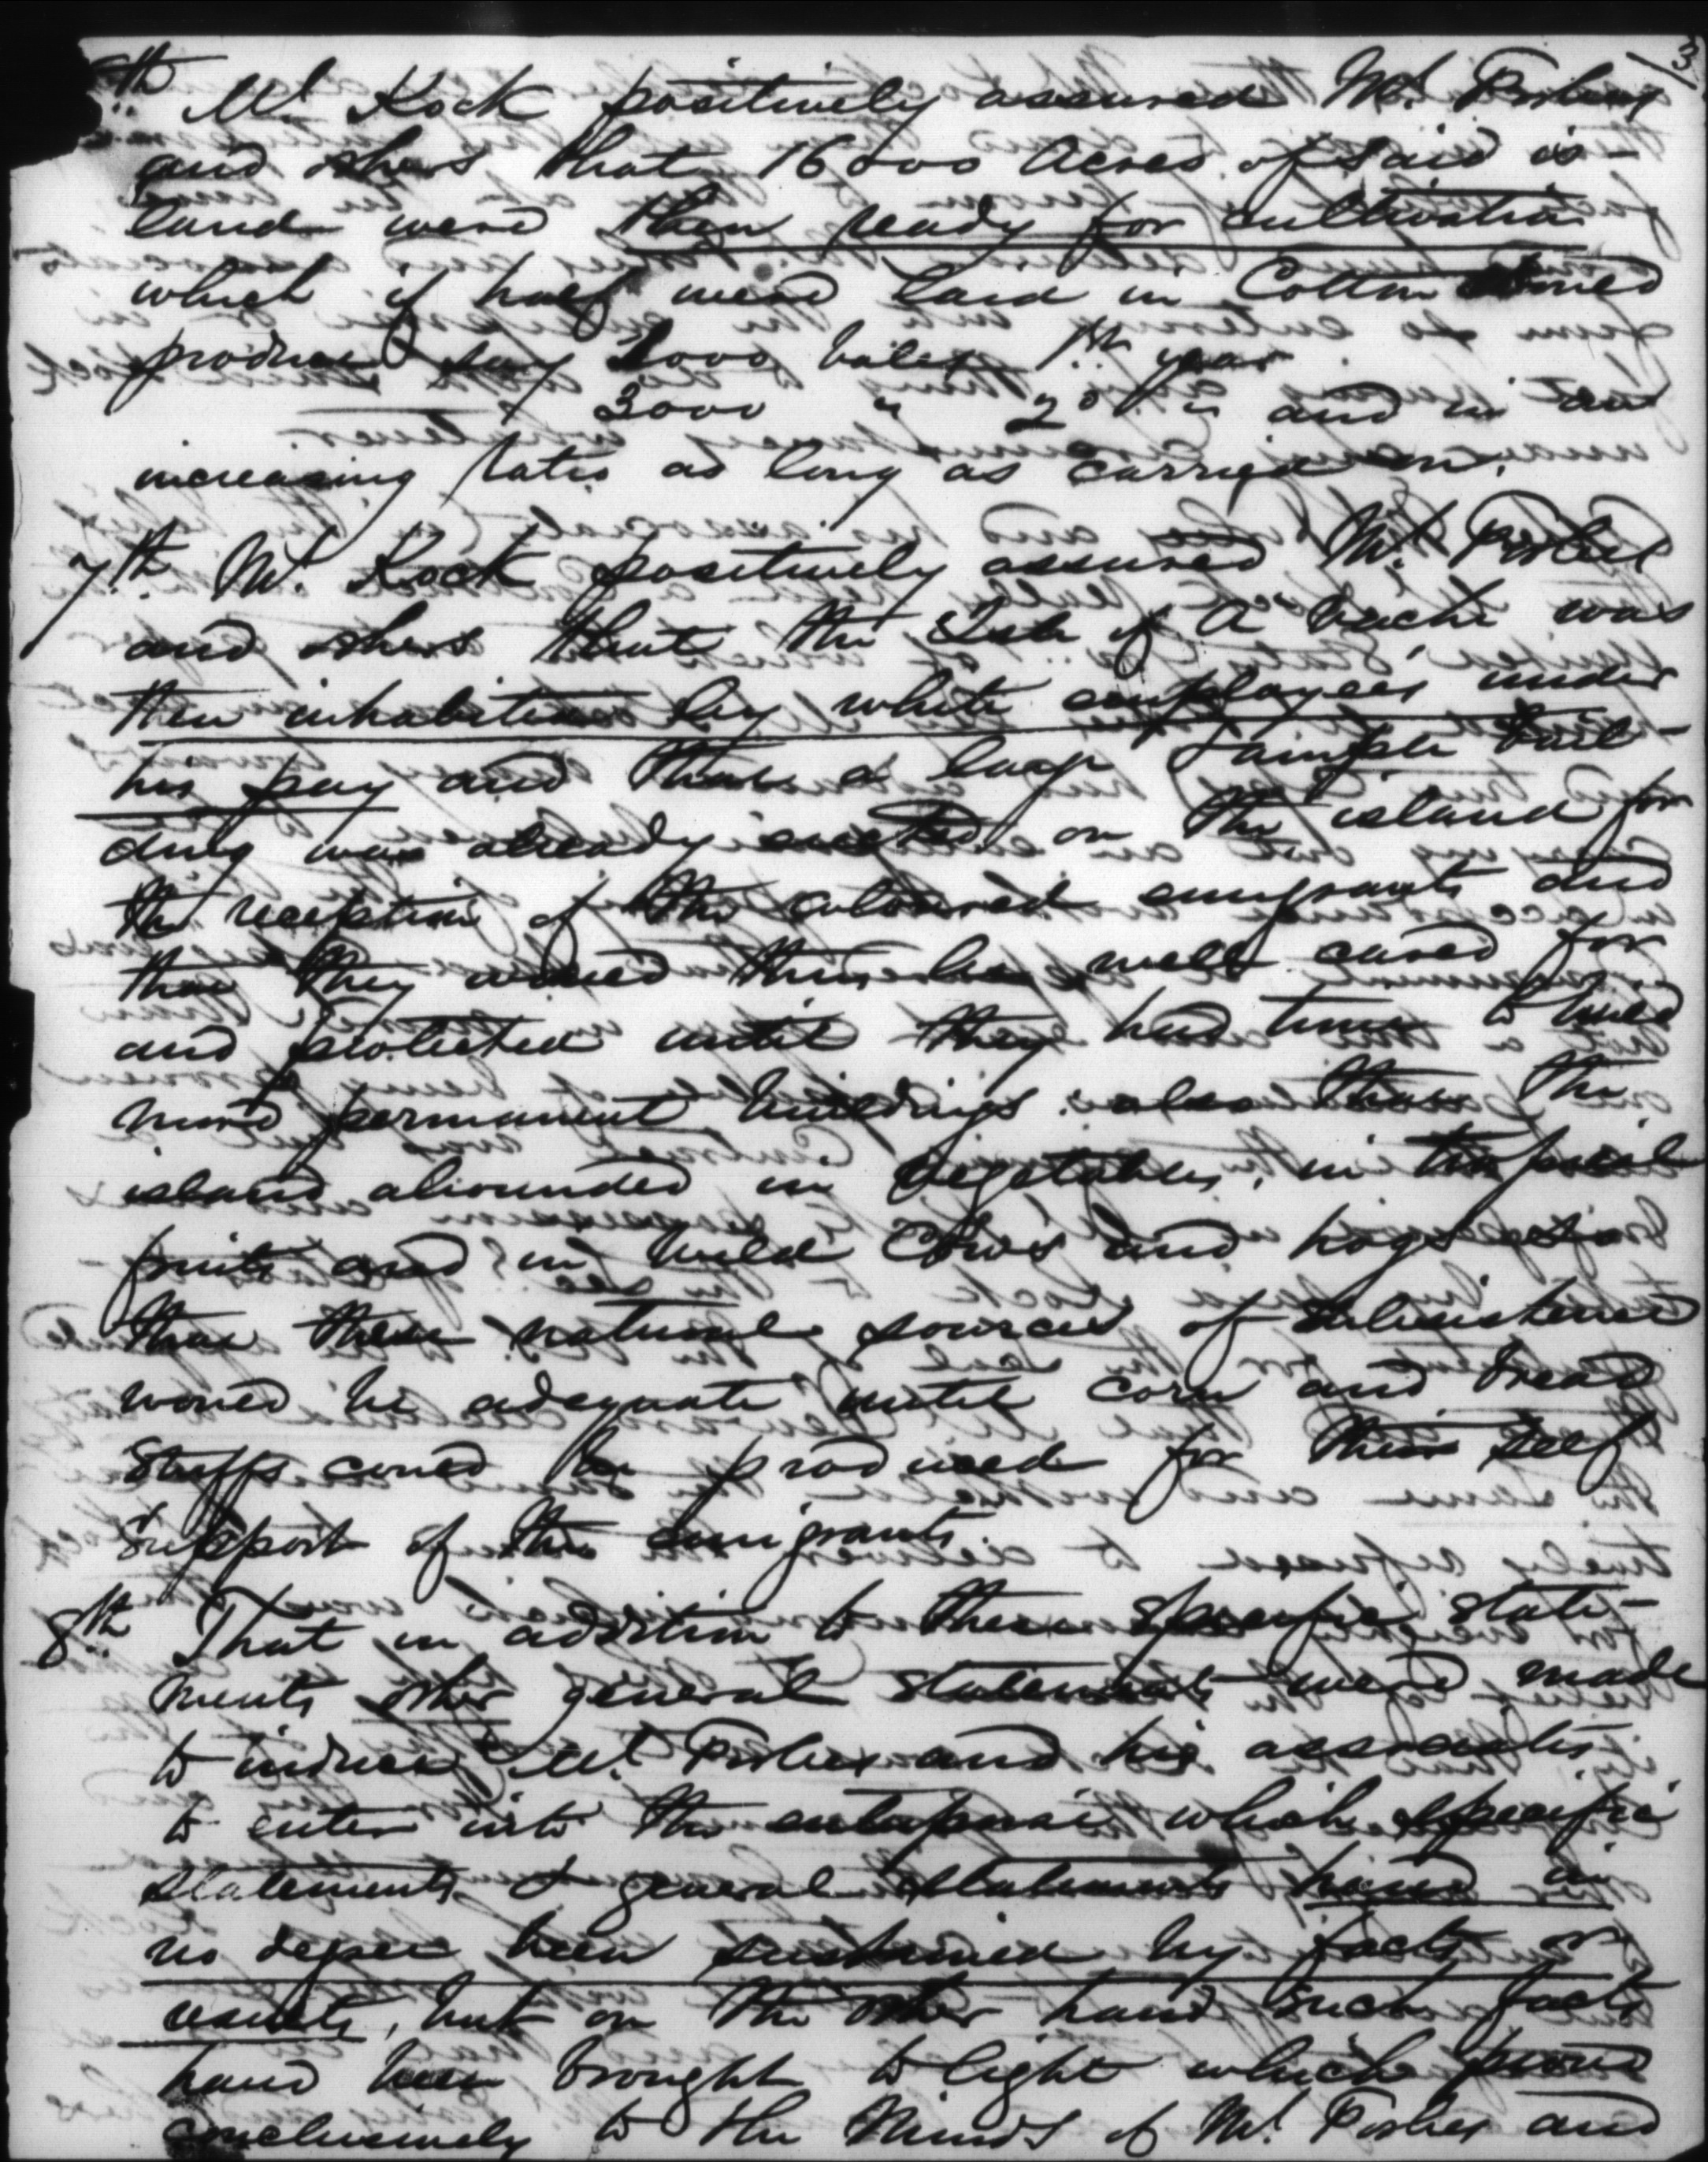 3
th Mr. Kock positively assured Mr. Forbes
and others that 16000 Acres of said is-
land were then ready for cultivation
which if half were laid in Cotton would
produce say 2000 bales 1st year
" 3000 " 2d " and in an
increasing ratio as long as carried on.
7th. Mr. Kock positively assured Mr. Forbes
and others that the Isle of A'Vache was
then inhabited by white employees under
his pay and that a large & ample buil-
ding was already erected on the island for
the reception of the coloured emigrants and
that they would there be well cared for
and protected until they had time to build
more permanent buildings. also that the
island abounded in vegetables, in tropical
fruits and in wild Cows and hogs so
that these natural sources of subsistence
would be adequate until corn and bread
stuffs could be produced for their self
support of the emigrants.
8th. That in addition to these specific state-
ments other general statements were made
to induce Mr. Forbes and his associates
to enter into the enterprise which specific
statements & general statements have in
no degree been sustained by facts or
results, but on the other hand such facts
have been brought to light which prove
conclusively to the Minds of Mr. Forbes and